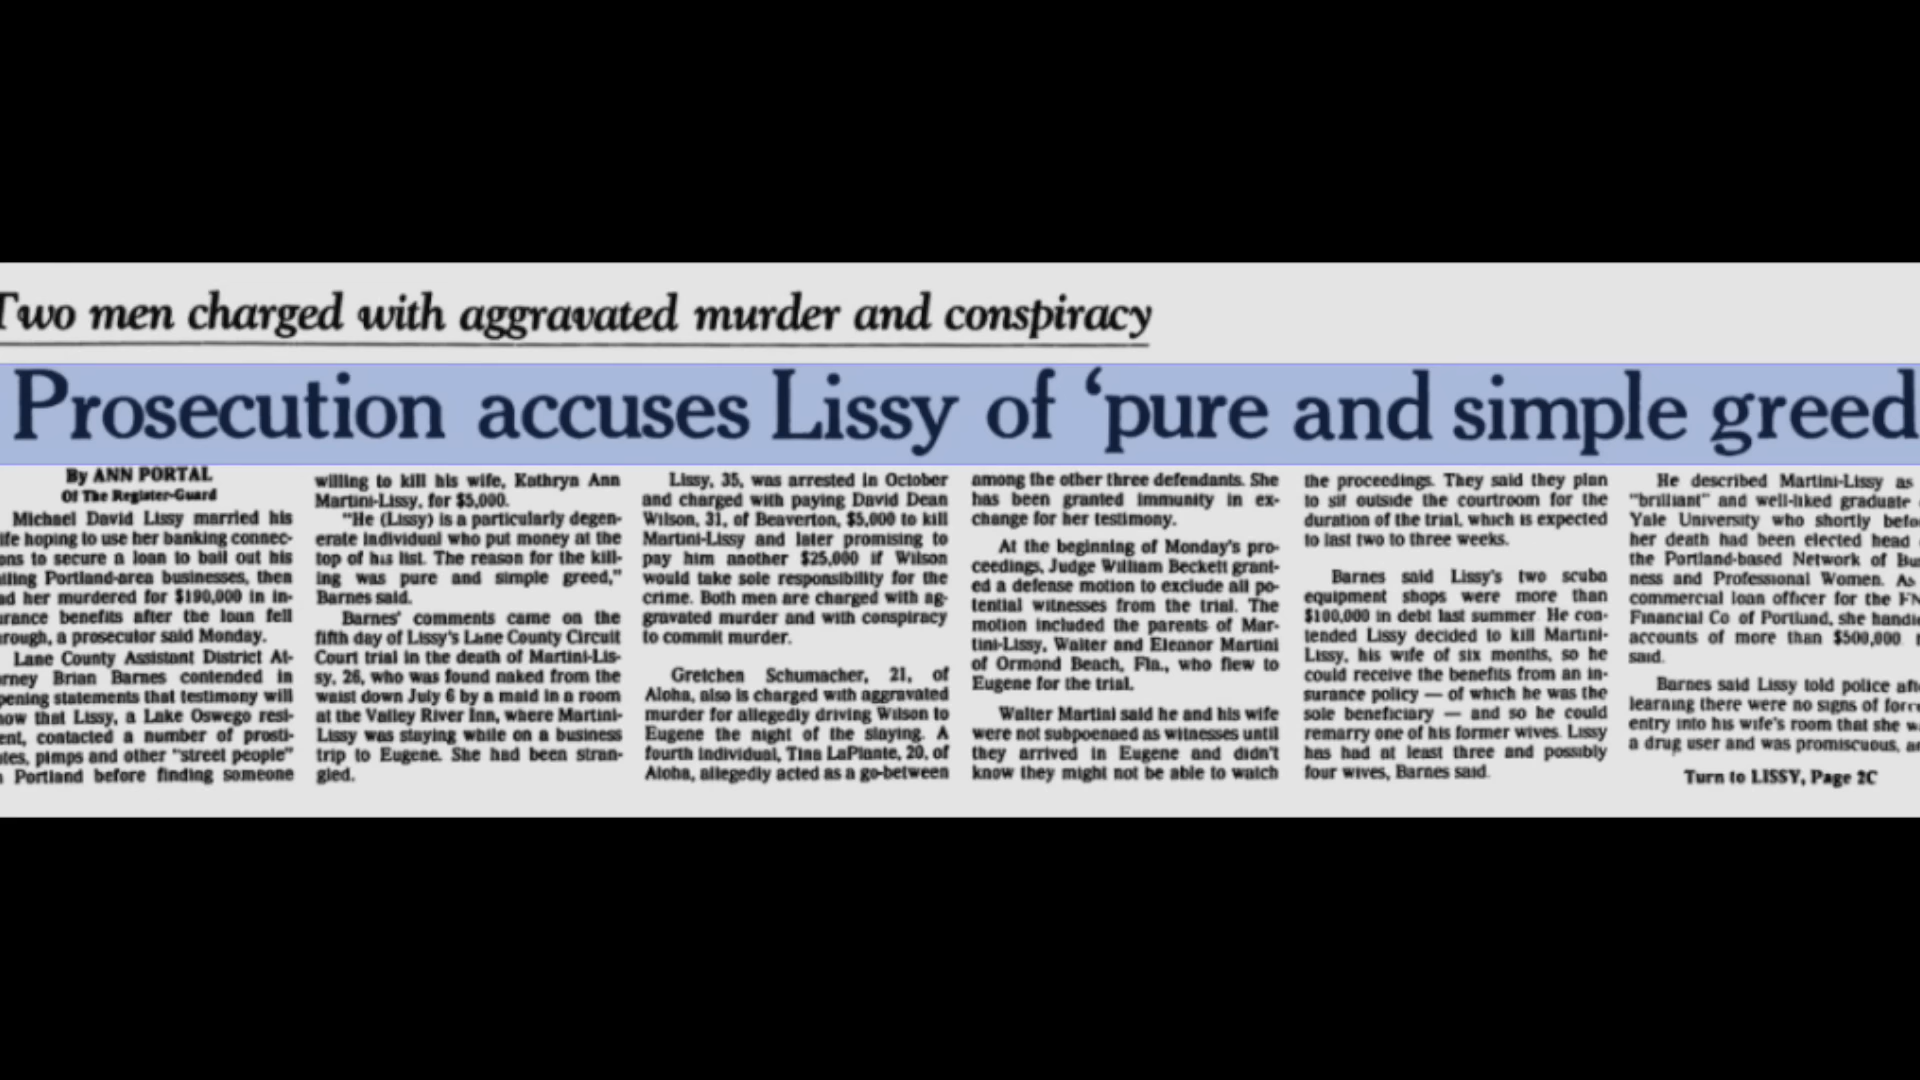 Two men charged with aggravated murder and conspiracy
Prosecution accuses Lissy of ‘pure and simple greed
By ANN PORTAL
Of The Register-Guard
Michael David Lissy married his
ife hoping to use her banking connec-
ons to secure a loan to bail out his
iling Portland-area businesses, then
ad her murdered for $190,000 in in-
urance benefits after the loan fell
rough, a prosecutor said Monday.
Lane County Assistant District At-
rney Brian Barnes contended in
pening statements that testimony will
ow that Lissy, a Lake Oswego resi-
ent, contacted a number of prosti-
tes, pimps and other "street people"
Portland before finding someone
willing to kill his wife, Kathryn Ann
Martini-Lissy, for $5,000.
"He (Lissy) is a particularly degen-
erate individual who put money at the
top of his list. The reason for the kill-
ing was pure and simple greed,"
Barnes said.
Barnes' comments came on the
fifth day of Lissy's Lane County Circuit
Court trial in the death of Martini-Lis-
sy, 26, who was found naked from the
waist down July 6 by a maid in a room
at the Valley River Inn, where Martini-
Lissy was staying while on a business
trip to Eugene. She had been stran-
gled.
Lissy, 35, was arrested in October
and charged with paying David Dean
Wilson, 31, of Beaverton, $5,000 to kill
Martini-Lissy and later promising to
pay him another $25,000 if Wilson
would take sole responsibility for the
crime. Both men are charged with ag-
gravated murder and with conspiracy
to commit murder.
Gretchen Schumacher, 21, of
Aloha, also is charged with aggravated
murder for allegedly driving Wilson to
Eugene the night of the slaying. A
fourth individual, Tina LaPlante, 20, of
Aloha, allegedly acted as a go-between
among the other three defendants. She
has been granted immunity in ex-
change for her testimony.
At the beginning of Monday's pro-
ceedings, Judge William Beckett grant-
ed a defense motion to exclude all po-
tential witnesses from the trial. The
motion included the parents of Mar-
tini-Lissy, Walter and Eleanor Martini
of Ormond Beach, Fla., who flew to
Eugene for the trial.
Walter Martini said he and his wife
were not subpoenaed as witnesses until
they arrived in Eugene and didn't
know they might not be able to watch
the proceedings. They said they plan
to sit outside the courtroom for the
duration of the trial, which is expected
to last two to three weeks.
Barnes said Lissy's two scuba
equipment shops were more than
$100,000 in debt last summer. He con-
tended Lissy decided to kill Martini-
Lissy, his wife of six months, so he
could receive the benefits from an in-
surance policy — of which he was the
sole beneficiary — and so he could
remarry one of his former wives. Lissy
has had at least three and possibly
four wives, Barnes said.
He described Martini-Lissy as
"brilliant" and well-liked graduate
Yale University who shortly befo
her death had been elected head
the Portland-based Network of Bu
ness and Professional Women. As
commercial loan officer for the FN
Financial Co of Portland, she handl
accounts of more than $500,000
said.
Barnes said Lissy told police aft
learning there were no signs of force
entry into his wife's room that she w
a drug user and was promiscuous, a
Turn to LISSY, Page 2C